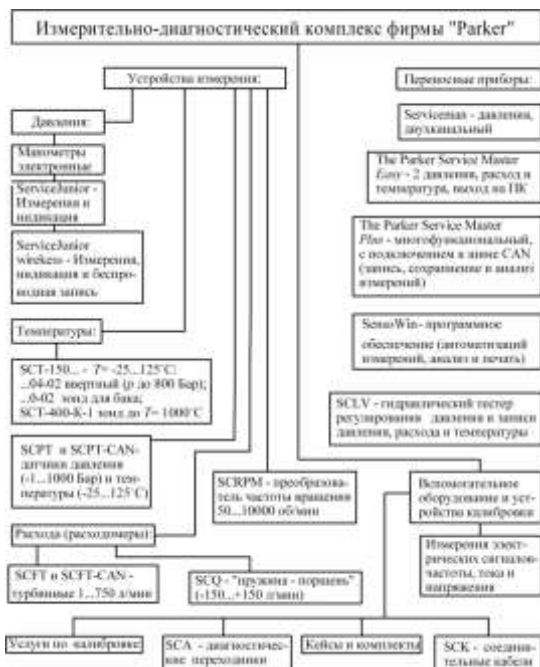 Измерительно-диагностический комплекс фирмы "Parker"
Устройства измерения:
Давления:
Манометры
электронные
ServiceJunior -
Измерения и
индикация
ServiceJunior
wirekess - Измерения,
индикация и беспро-
водная запись
Температуры:
SCT-150... - T= -25...125˚C:
...04-02 ввертный (p до 800 Бар);
...0-02 зонд для бака;
SCT-400-K-1 зонд до T= 1000˚C
SCPT и SCPT-CAN-
датчики давления
(-1...1000 Бар) и тем-
пературы (-25...125˚C)
SCRPM - преобразова-
тель частоты вращения
50...10000 об/мин
Расхода (расходомеры):
SCFT и SCFT-CAN -
турбинные 1...750 л/мин
SCQ - "пружина - поршень"
(-150...+150 л/мин)
Переносные приборы:
Serviceman - давления,
двухканальный
The Parker Service Master
Easy - 2 давления, расход и
температура, выход на ПК
The Parker Service Master
Plus - многофункциональный,
с подключением к шине CAN
(запись, сохранение и анализ
измерений)
SensoWin - программное
обеспечение (автоматизаций
измерений, анализ и печать)
SCLV - гидравлический тестер
регулирования давления и записи
давления, расхода и температуры
Вспомогательное
оборудование и уст-
ройства калибровки
Измерения элект-
рических сигналов-
частоты, тока и
напряжения
Услуги по калибровке
SCA - диагностичес-
кие переходники
Кейсы и комплекты
SCK - соедини-
тельные кабели